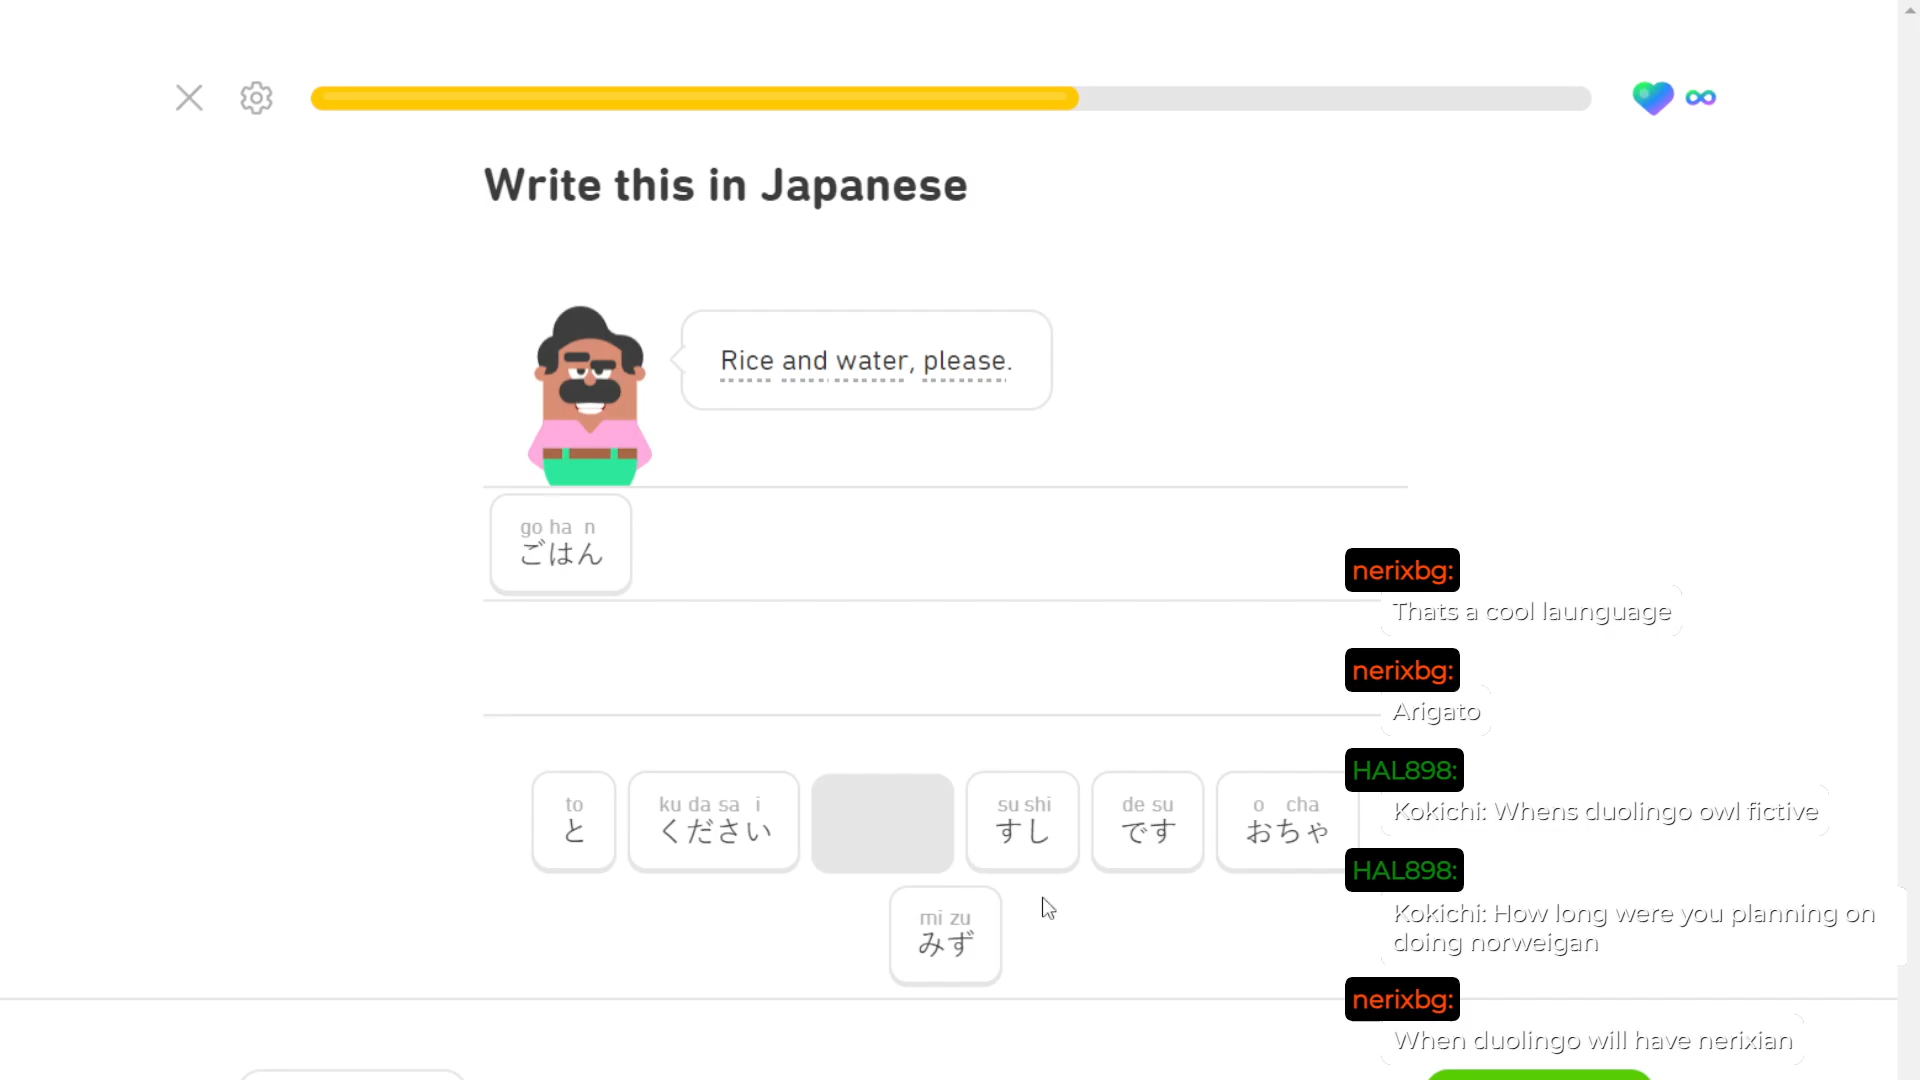 Write this in Japanese
Rice and water, please.
go ha n
ごはん
to
と
ku da sa i
ください
su shi
すし
de su
です
o cha
おちゃ
mi zu
みず
nerixbg:
Thats a cool launguage
nerixbg:
Arigato
HAL898:
Kokichi: Whens duolingo owl fictive
HAL898:
Kokichi: How long were you planning on
doing norweigan
nerixbg:
When duolingo will have nerixian